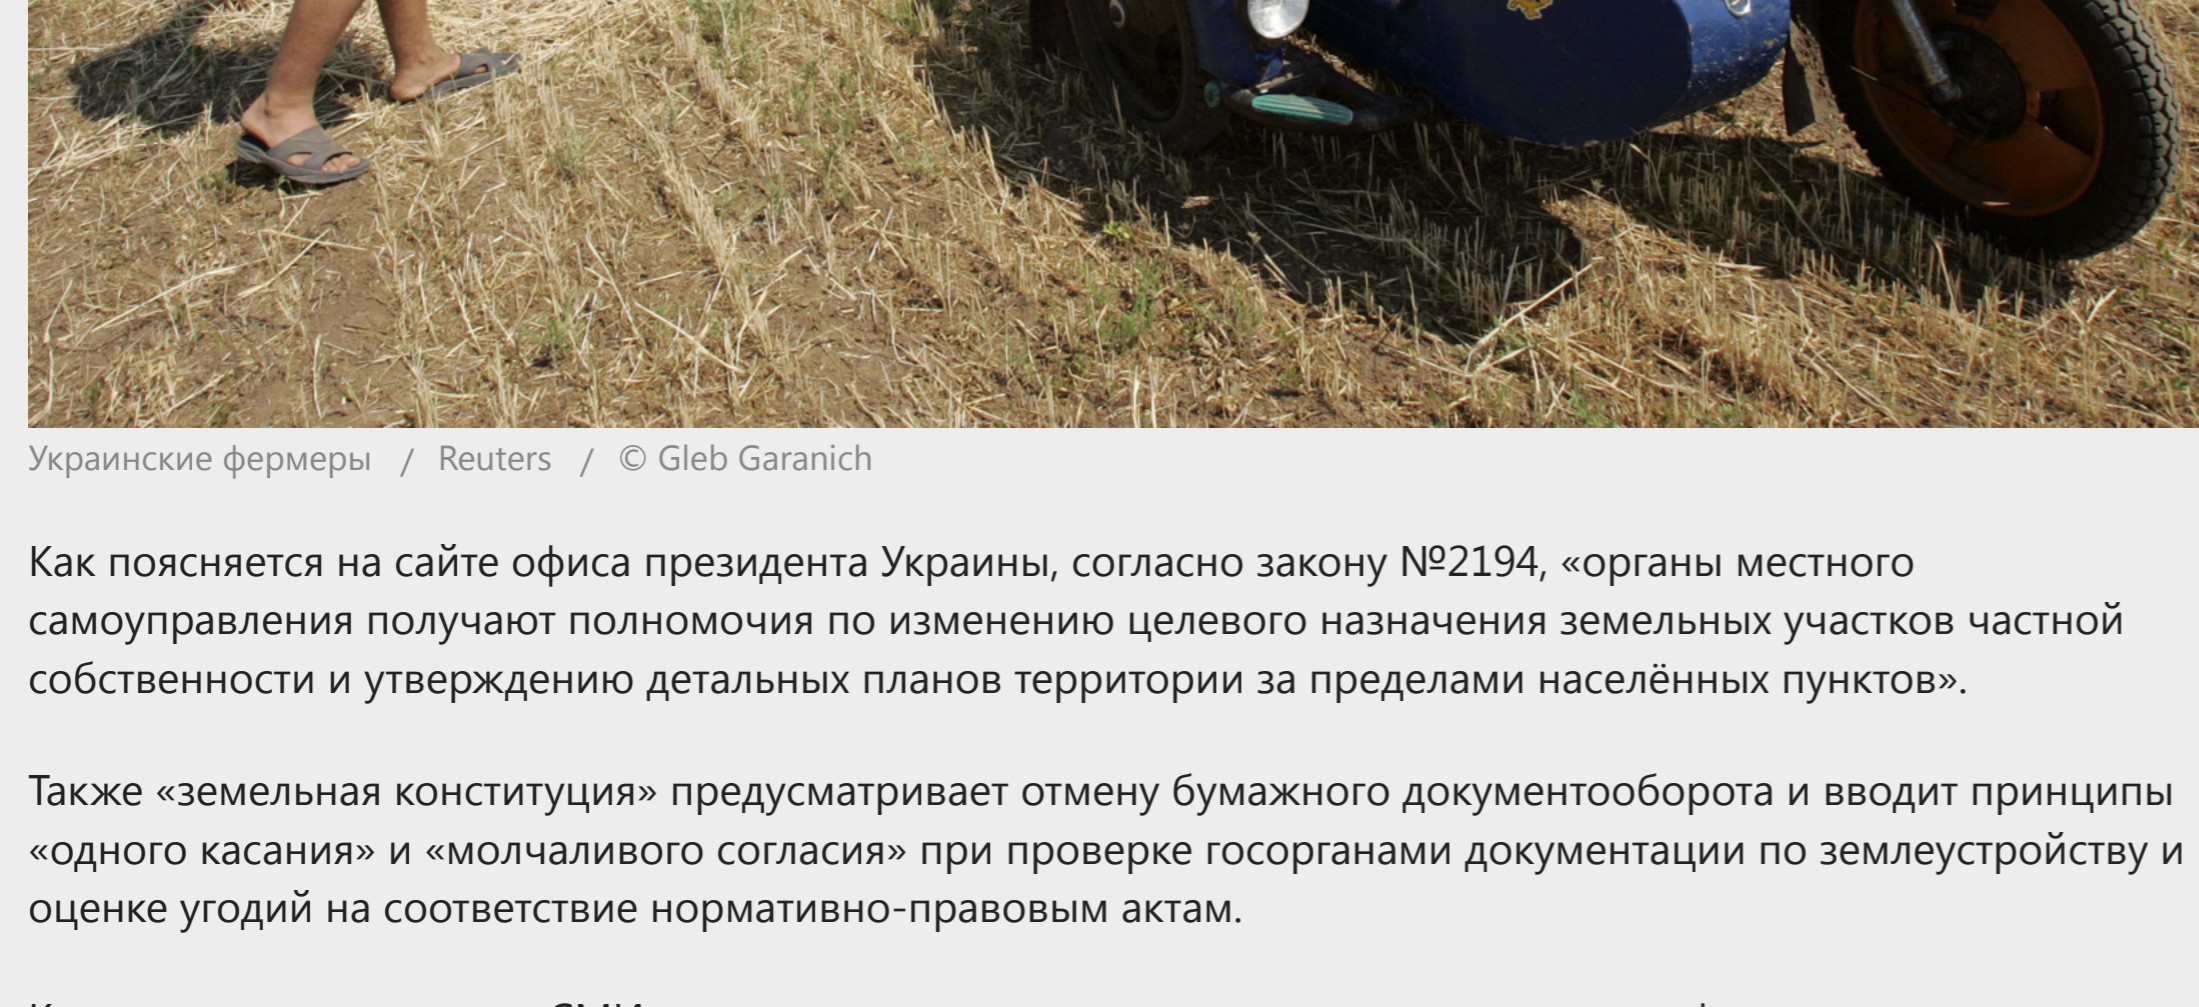 Украинские фермеры / Reuters / © Gleb Garanich
Как поясняется на сайте офиса президента Украины, согласно закону №2194, «органы местного
самоуправления получают полномочия по изменению целевого назначения земельных участков частной
собственности и утверждению детальных планов территории за пределами населённых пунктов».
Также «земельная конституция» предусматривает отмену бумажного документооборота и вводит принципы
«одного касания» и «молчаливого согласия» при проверке госорганами документации по землеустройству и
оценке угодий на соответствие нормативно-правовым актам.